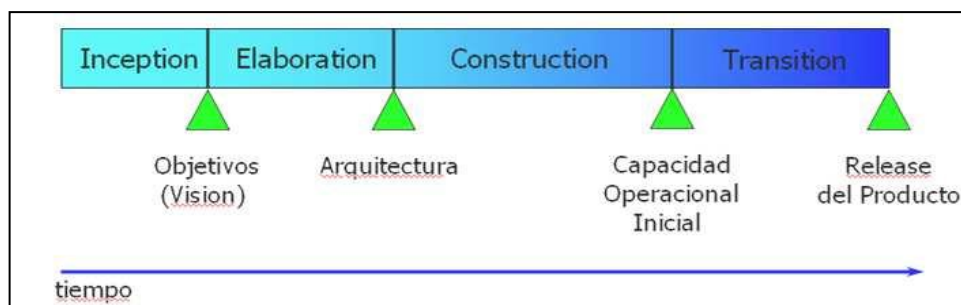 Inception Elaboration Construction Transition
Objetivos
(Vision)
Arquitectura
Capacidad
Operacional
Inicial
Release
del Producto
tiempo